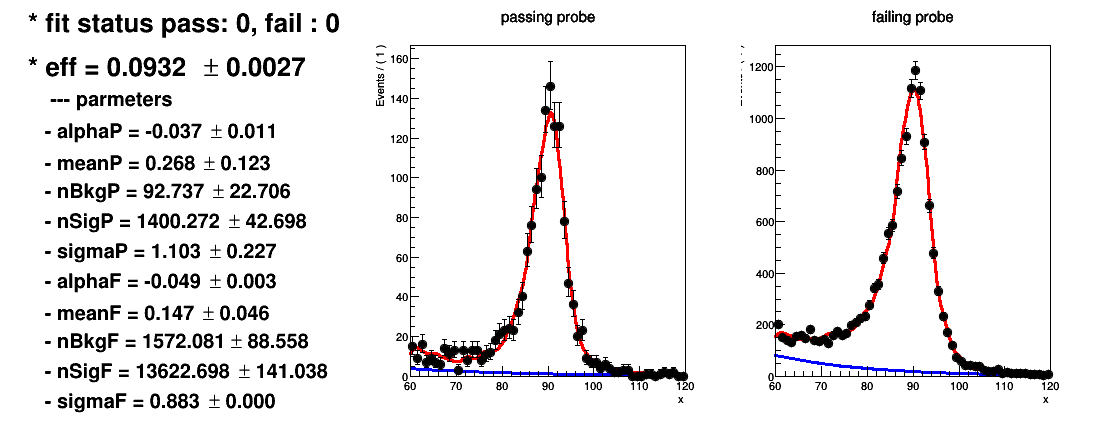 * fit status pass: 0, fail : 0
* eff = 0.0932 ± 0.0027
--- parmeters
- alphaP = -0.037 ± 0.011
- meanP = 0.268 ± 0.123
- nBkgP = 92.737 ± 22.706
- nSigP = 1400.272 ± 42.698
- sigmaP = 1.103 ± 0.227
- alphaF = -0.049 ± 0.003
- meanF = 0.147 ± 0.046
- nBkgF = 1572.081 ± 88.558
- nSigF = 13622.698 ± 141.038
- sigmaF = 0.883 ± 0.000
passing probe
Events / ( 1 )
160
140
120
100
80
60
40
20
0
60 70 80 90 100 110 120
x
failing probe
1200
1000
800
600
400
200
0
60 70 80 90 100 110 120
x